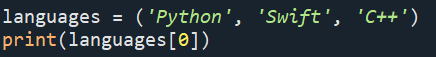 languages = ('Python', 'Swift', 'C++')
print(languages[0])